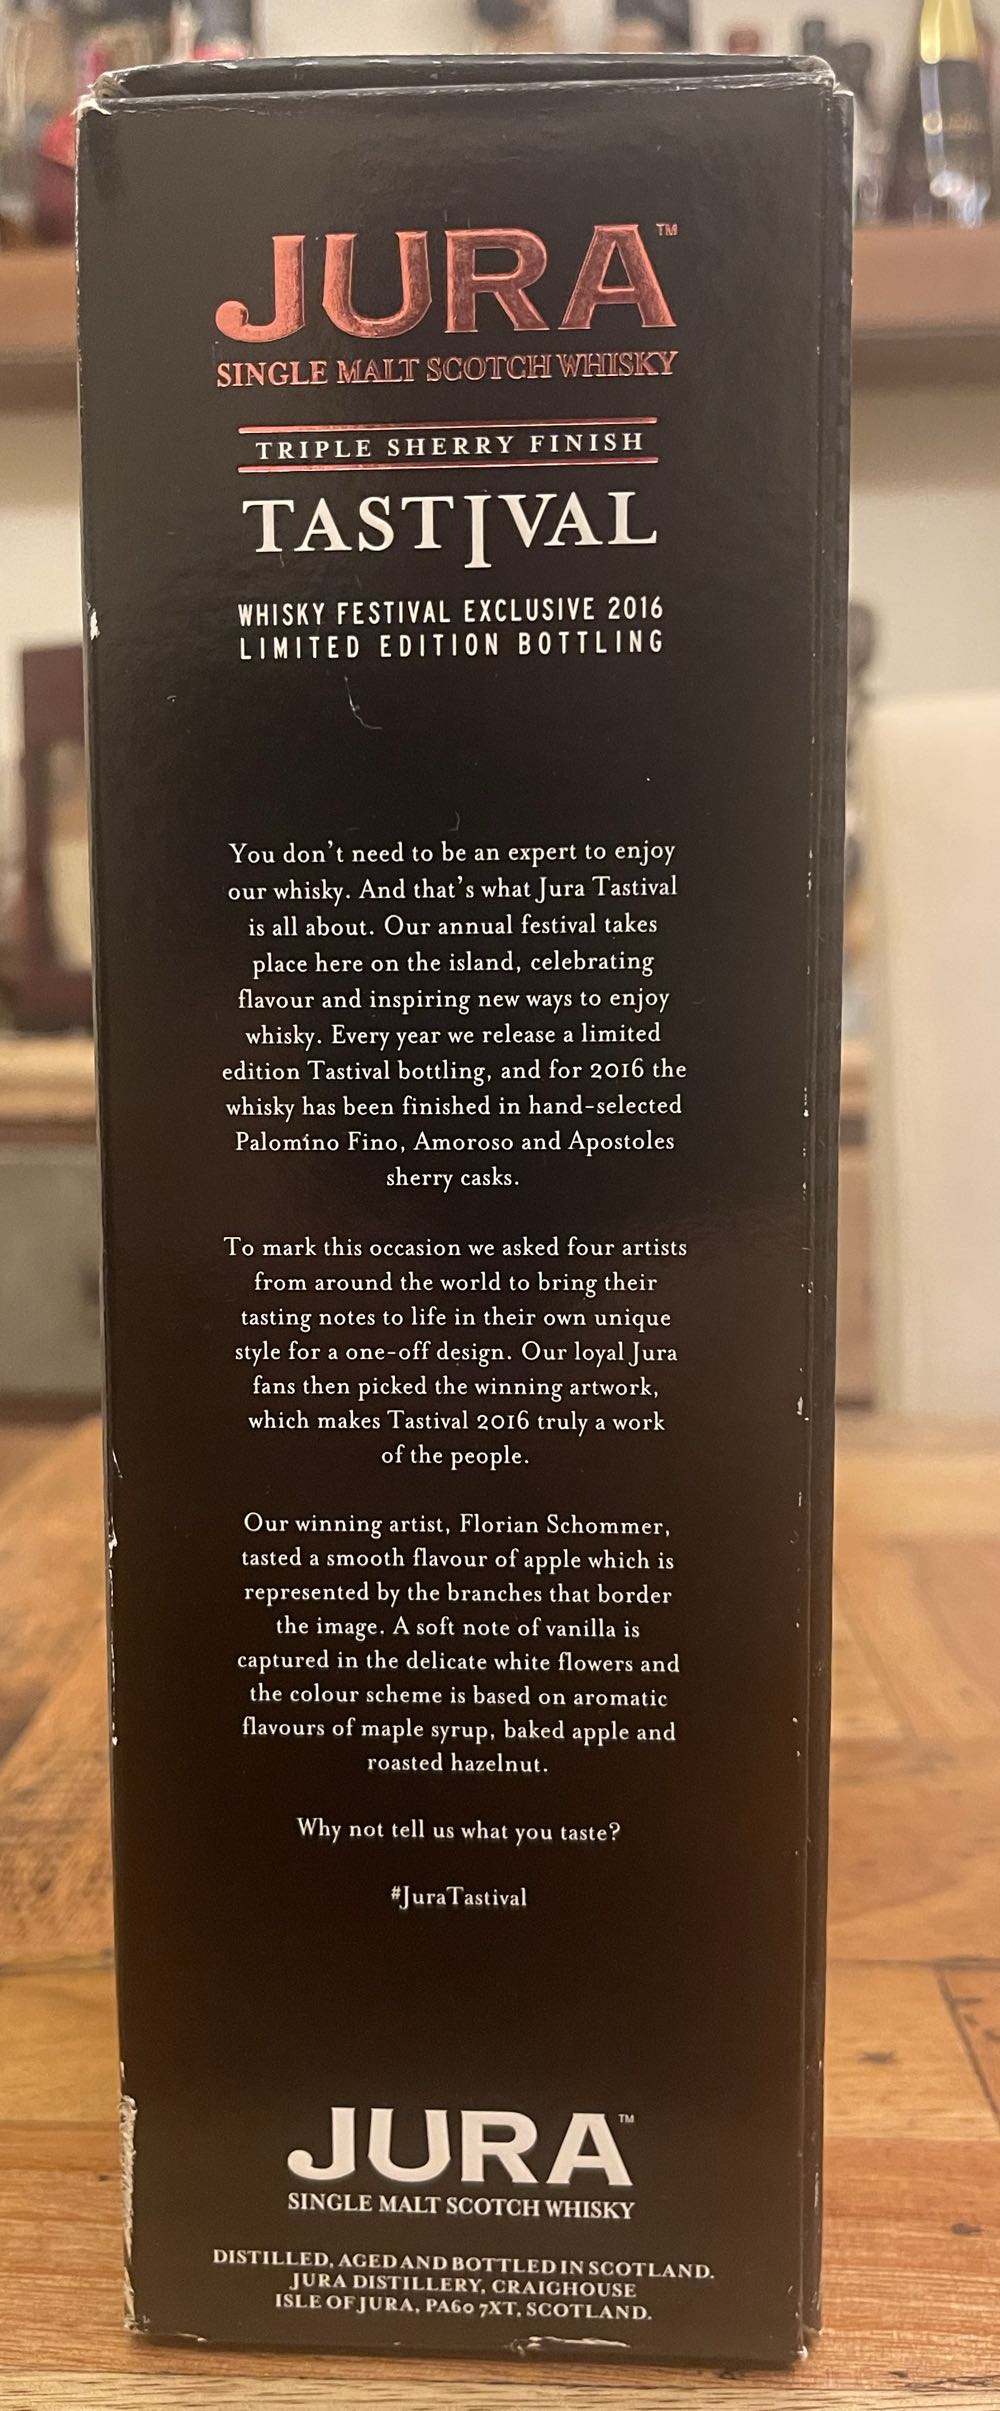 JURA™
SINGLE MALT SCOTCH WHISKY
TRIPLE SHERRY FINISH
TASTIVAL
WHISKY FESTIVAL EXCLUSIVE 2016
LIMITED EDITION BOTTLING
You don't need to be an expert to enjoy
our whisky. And that's what Jura Tastival
is all about. Our annual festival takes
place here on the island, celebrating
flavour and inspiring new ways to enjoy
whisky. Every year we release a limited
edition Tastival bottling, and for 2016 the
whisky has been finished in hand-selected
Palomino Fino, Amoroso and Apostoles
sherry casks.
To mark this occasion we asked four artists
from around the world to bring their
tasting notes to life in their own unique
style for a one-off design. Our loyal Jura
fans then picked the winning artwork,
which makes Tastival 2016 truly a work
of the people.
Our winning artist, Florian Schommer,
tasted a smooth flavour of apple which is
represented by the branches that border
the image. A soft note of vanilla is
captured in the delicate white flowers and
the colour scheme is based on aromatic
flavours of maple syrup, baked apple and
roasted hazelnut.
Why not tell us what you taste?
#JuraTastival
JURA™
SINGLE MALT SCOTCH WHISKY
DISTILLED, AGED AND BOTTLED IN SCOTLAND.
JURA DISTILLERY, CRAIGHOUSE
ISLE OF JURA, PA60 7XT, SCOTLAND.